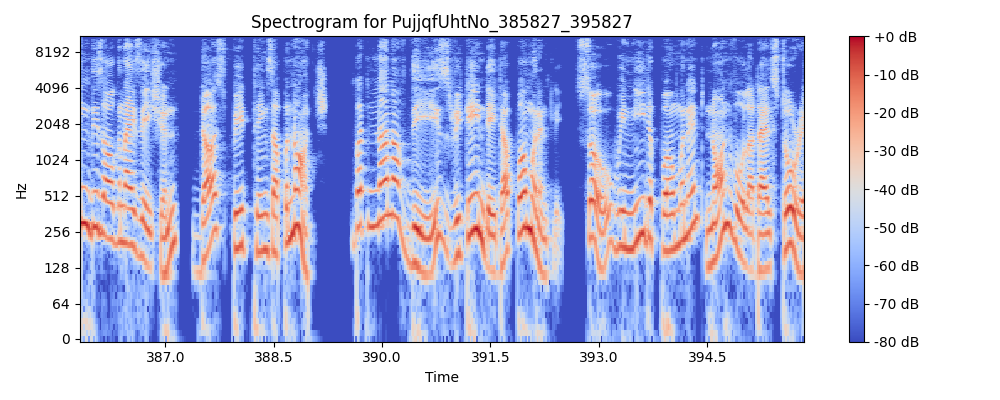 Spectrogram for PujjqfUhtNo_385827_395827
8192
4096
2048
1024
512
256
128
64
0
Hz
387.0 388.5 390.0 391.5 393.0 394.5
Time
+0 dB
-10 dB
-20 dB
-30 dB
-40 dB
-50 dB
-60 dB
-70 dB
-80 dB